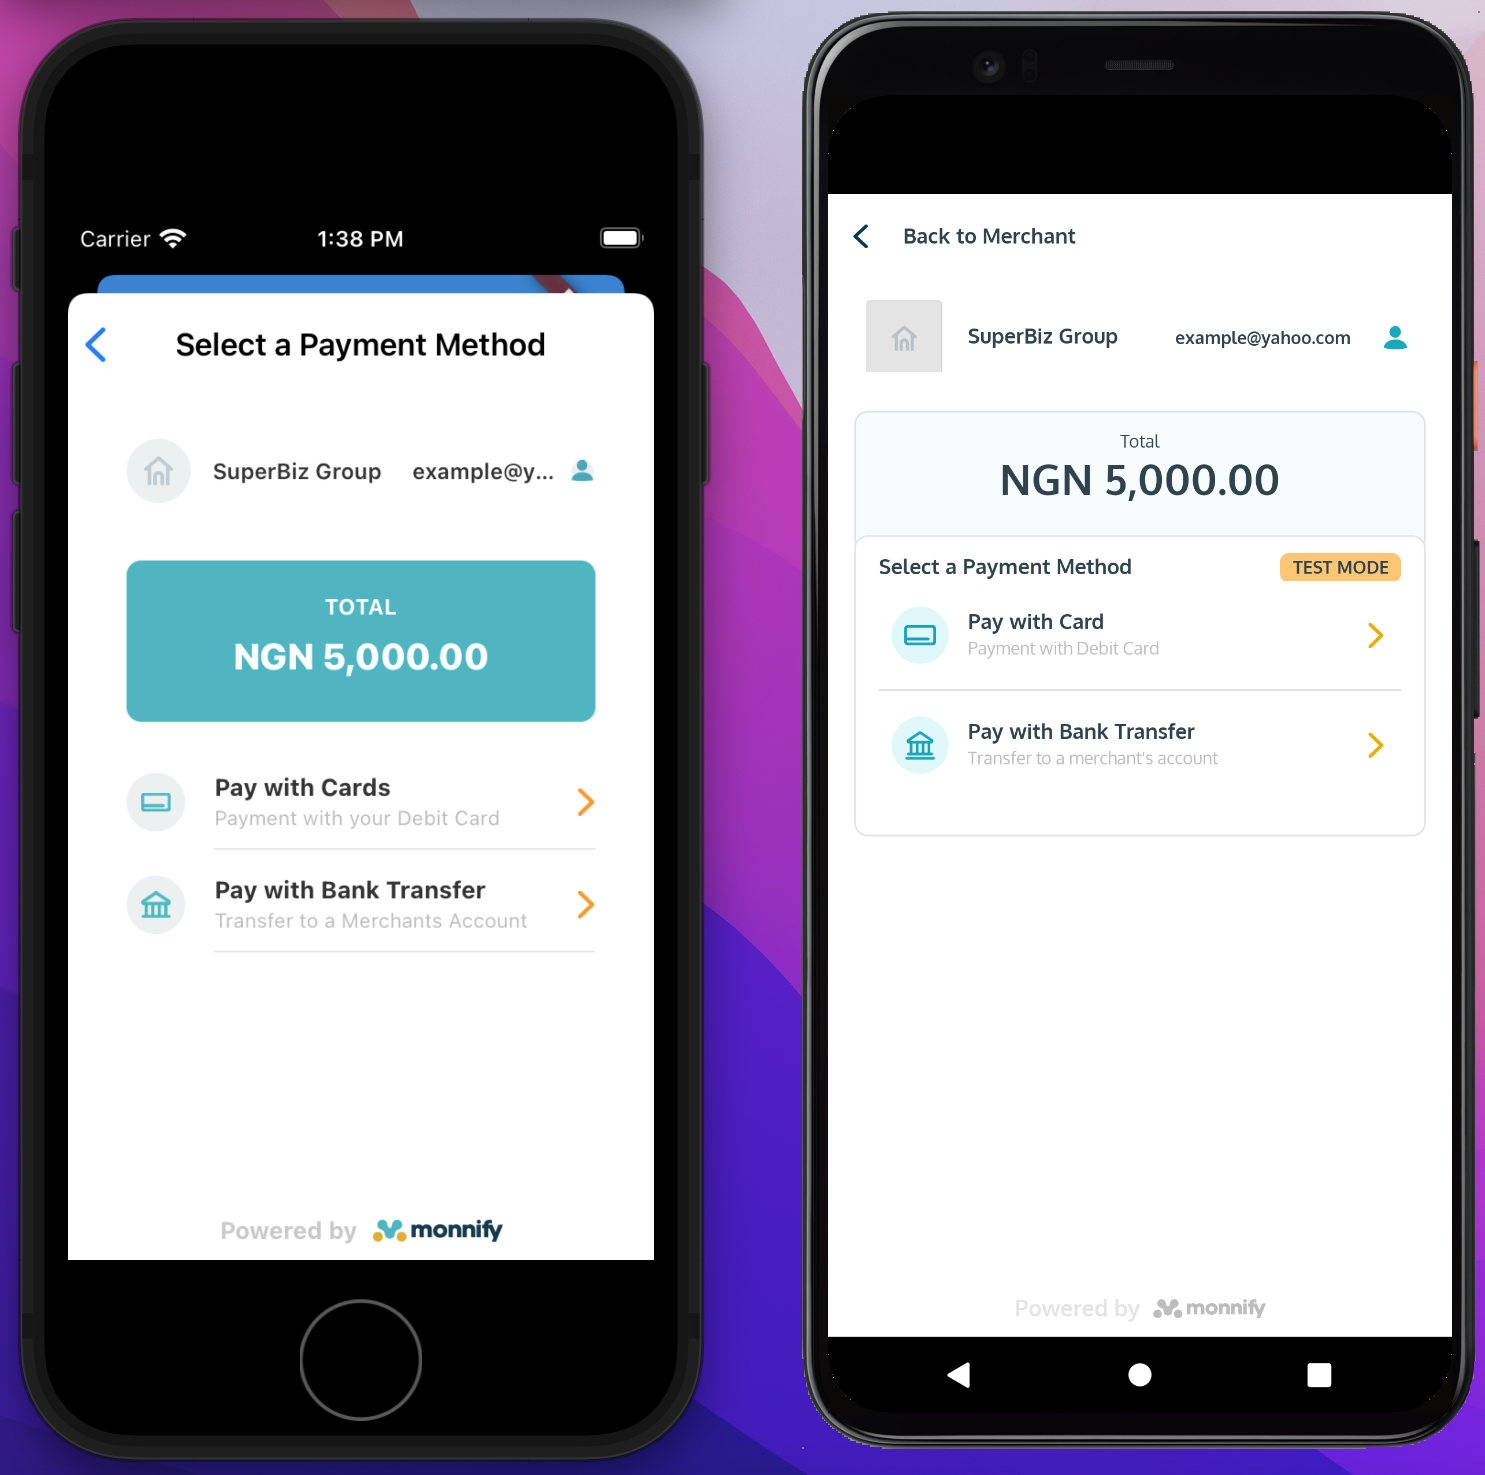 Carrier 1:38 PM
Select a Payment Method
SuperBiz Group example@y...
TOTAL
NGN 5,000.00
Pay with Cards
Payment with your Debit Card
Pay with Bank Transfer
Transfer to a Merchants Account
Powered by monnify
Back to Merchant
SuperBiz Group example@yahoo.com
Total
NGN 5,000.00
Select a Payment Method TEST MODE
Pay with Card
Payment with Debit Card
Pay with Bank Transfer
Transfer to a merchant's account
Powered by monnify